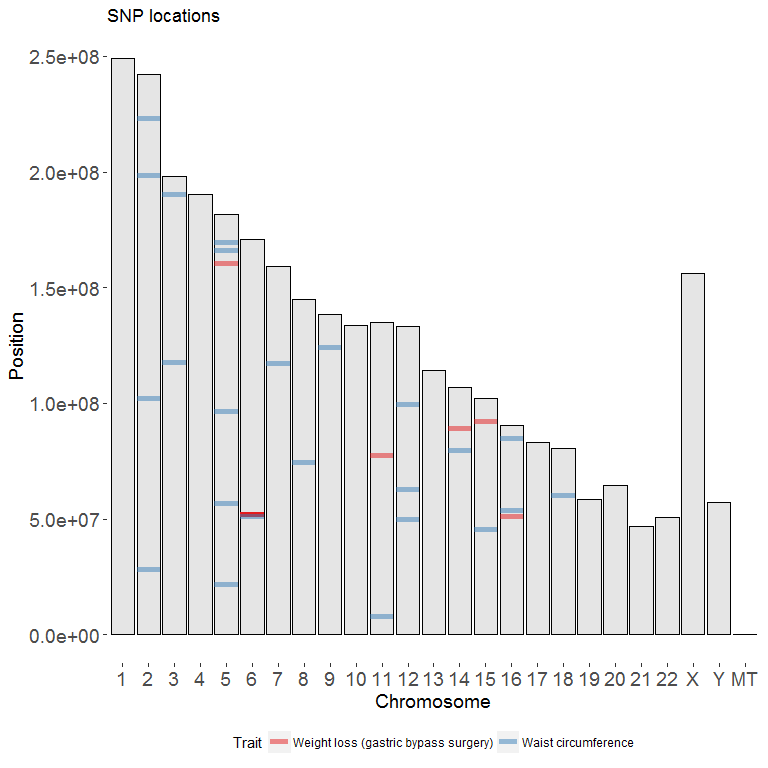 SNP locations
2.5e+08
2.0e+08
1.5e+08
1.0e+08
5.0e+07
0.0e+00
Position
1 2 3 4 5 6 7 8 9 10 11 12 13 14 15 16 17 18 19 20 21 22 X Y MT
Chromosome
Trait Weight loss (gastric bypass surgery) Waist circumference